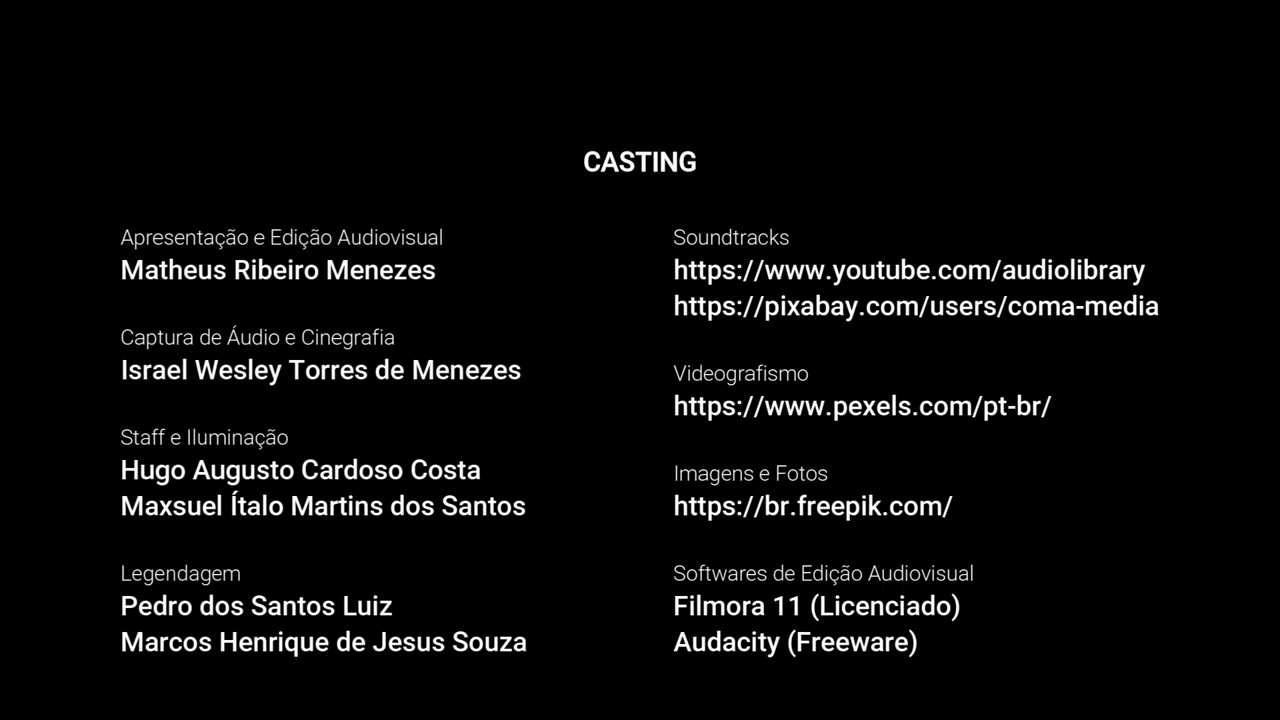 CASTING
Apresentação e Edição Audiovisual
Matheus Ribeiro Menezes
Captura de Áudio e Cinegrafia
Israel Wesley Torres de Menezes
Staff e Iluminação
Hugo Augusto Cardoso Costa
Maxsuel Ítalo Martins dos Santos
Legendagem
Pedro dos Santos Luiz
Marcos Henrique de Jesus Souza
Soundtracks
https://www.youtube.com/audiolibrary
https://pixabay.com/users/coma-media
Videografismo
https://www.pexels.com/pt-br/
Imagens e Fotos
https://br.freepik.com/
Softwares de Edição Audiovisual
Filmora 11 (Licenciado)
Audacity (Freeware)